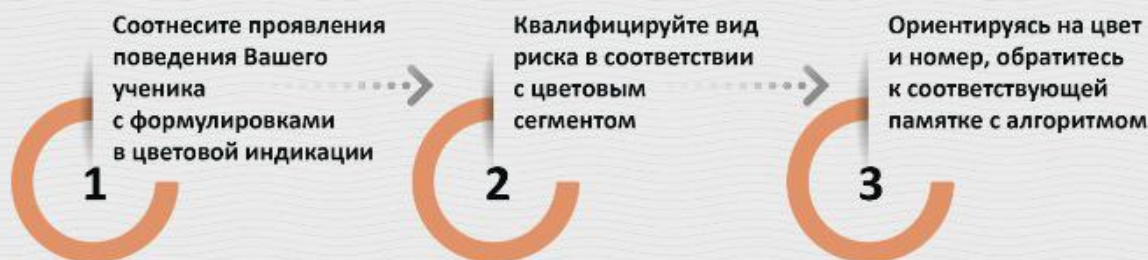 Соотнесите проявления
поведения Вашего
ученика
с формулировками
в цветовой индикации
1
Квалифицируйте вид
риска в соответствии
с цветовым
сегментом
2
Ориентируясь на цвет
и номер, обратитесь
к соответствующей
памятке с алгоритмом
3